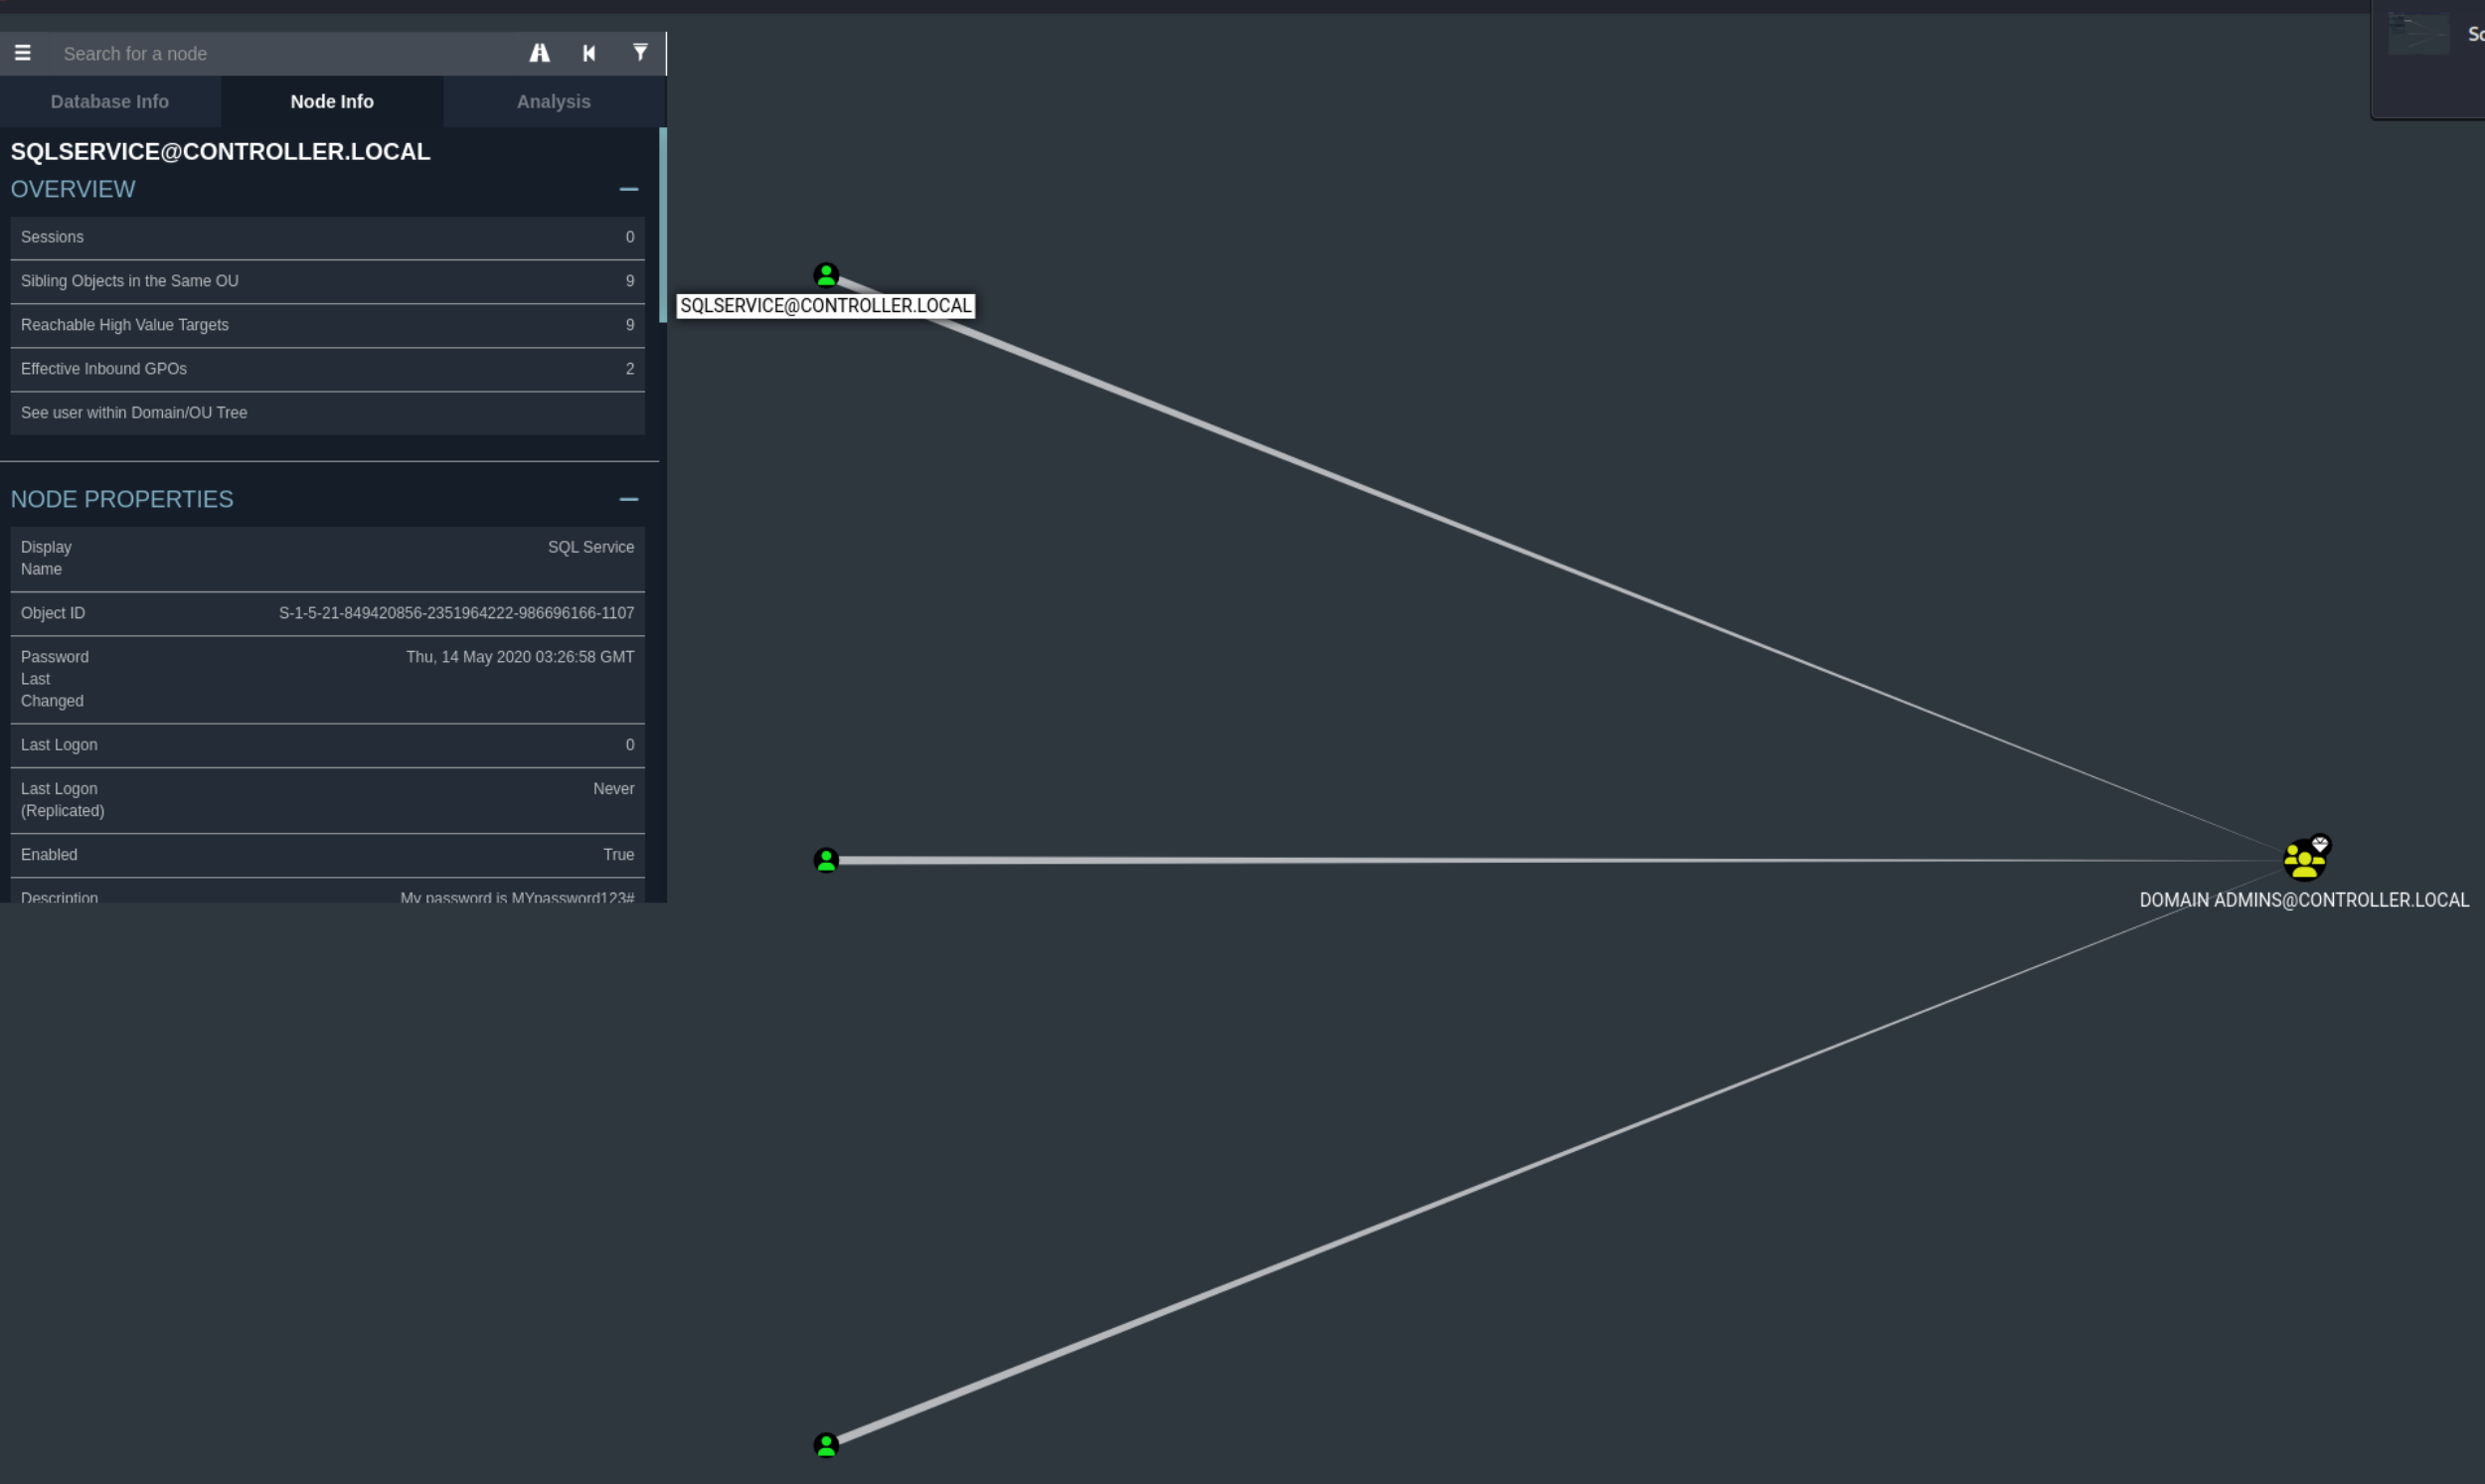 Search for a node
Database Info
Node Info
Analysis
SQLSERVICE@CONTROLLER.LOCAL
OVERVIEW
Sessions 0
Sibling Objects in the Same OU 9
Reachable High Value Targets 9
Effective Inbound GPOs 2
See user within Domain/OU Tree
NODE PROPERTIES
Display SQL Service
Name
Object ID S-1-5-21-849420856-2351964222-986696166-1107
Password Thu, 14 May 2020 03:26:58 GMT
Last
Changed
Last Logon 0
Last Logon Never
(Replicated)
Enabled True
Description My password is MYpassword123#
SQLSERVICE@CONTROLLER.LOCAL
DOMAIN ADMINS@CONTROLLER.LOCAL